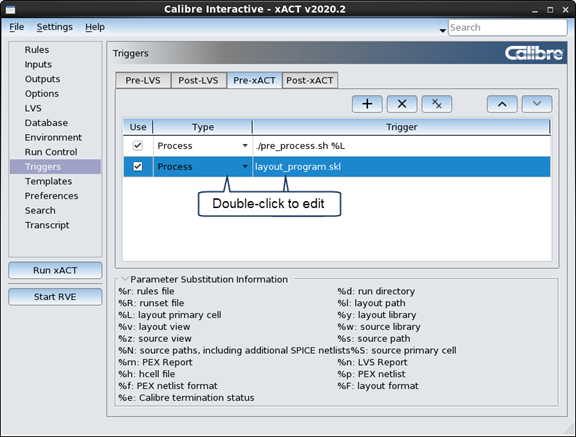 Calibre Interactive - xACT v2020.2
File Settings Help
Search
Rules
Inputs
Outputs
Options
LVS
Database
Environment
Run Control
Triggers
Templates
Preferences
Search
Transcript
Run xACT
Start RVE
Triggers
Calibre
Pre-LVS Post-LVS Pre-xACT Post-xACT
Use Type Trigger
Process ./pre_process.sh %L
Process layout_program.skl
Double-click to edit
Parameter Substitution Information
%r: rules file %d: run directory
%R: runset file %l: layout path
%L: layout primary cell %y: layout library
%v: layout view %w: source library
%z: source view %s: source path
%N: source paths, including additional SPICE netlists %S: source primary cell
%m: PEX Report %n: LVS Report
%h: hcell file %p: PEX netlist
%f: PEX netlist format %F: layout format
%e: Calibre termination status